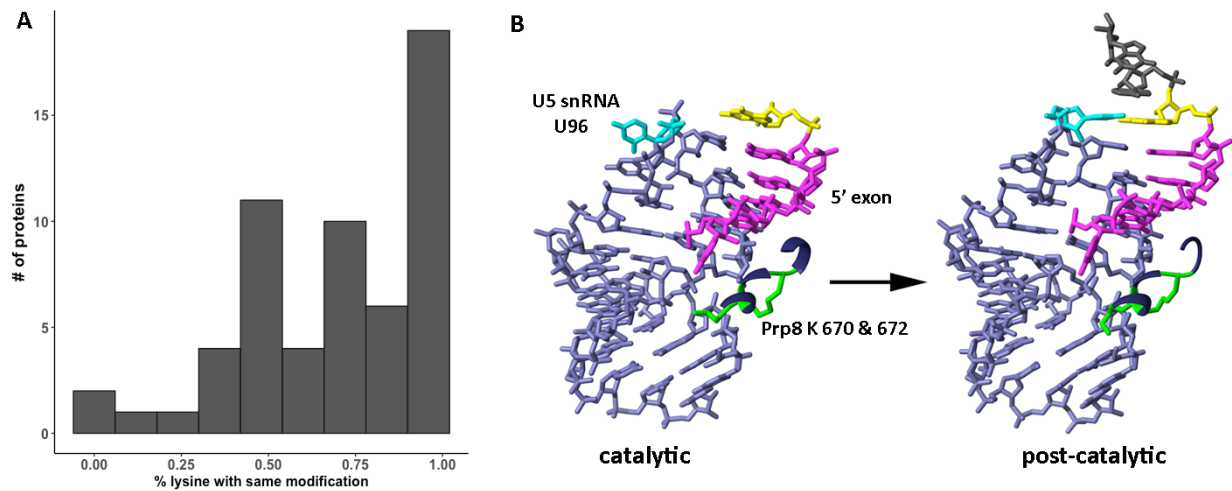 A
# of proteins
15
10
5
0
0.00 0.25 0.50 0.75 1.00
% lysine with same modification
B
U5 snRNA
U96
5' exon
Prp8 K 670 & 672
catalytic
post-catalytic